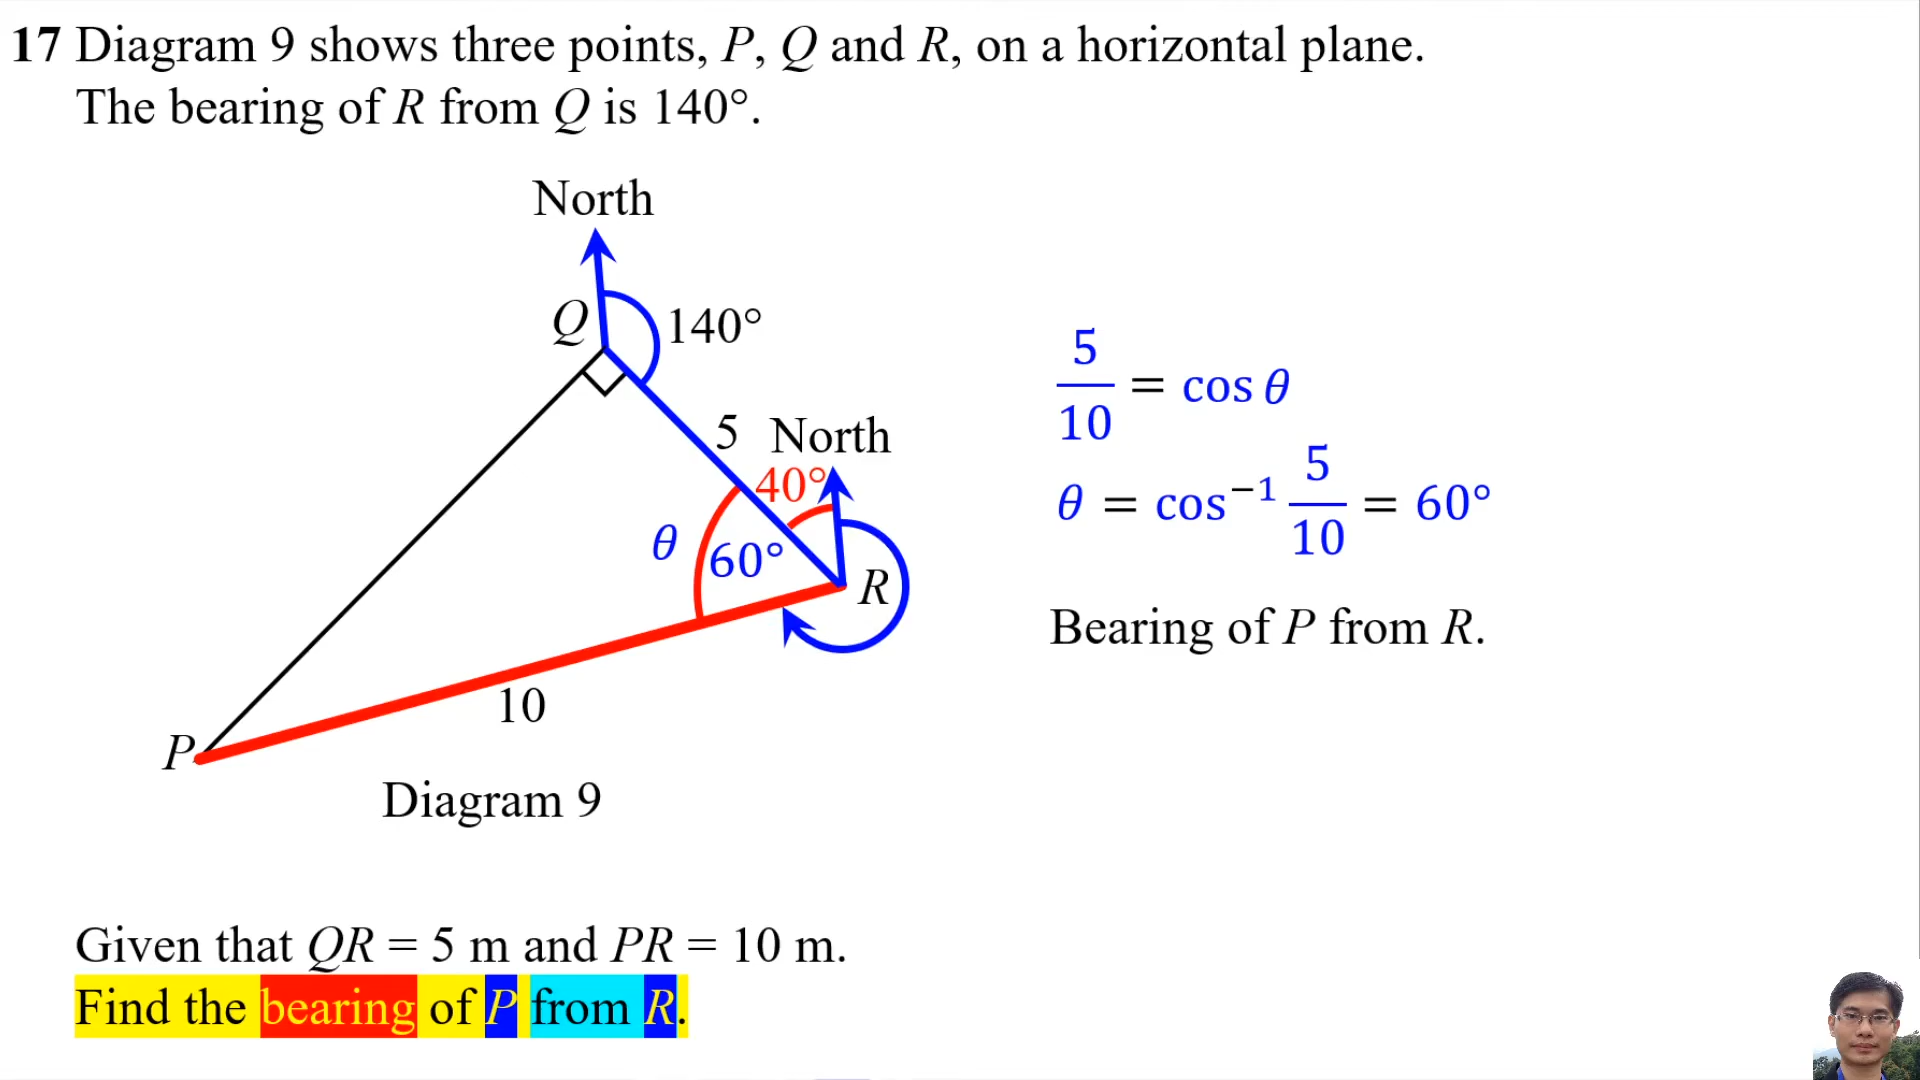 17 Diagram 9 shows three points, P, Q and R, on a horizontal plane.
The bearing of R from Q is 140°.
North
Q
140°
5
North
40°
θ
60°
R
10
P
Diagram 9
5/10 = cos θ
θ = cos⁻¹ 5/10 = 60°
Bearing of P from R.
Given that QR = 5 m and PR = 10 m.
Find the bearing of P from R.